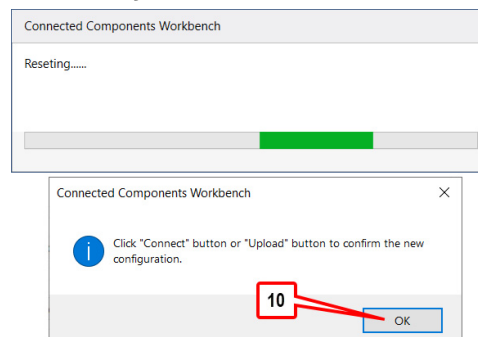 Connected Components Workbench
Reseting......
Connected Components Workbench
Click "Connect" button or "Upload" button to confirm the new
configuration.
10
OK